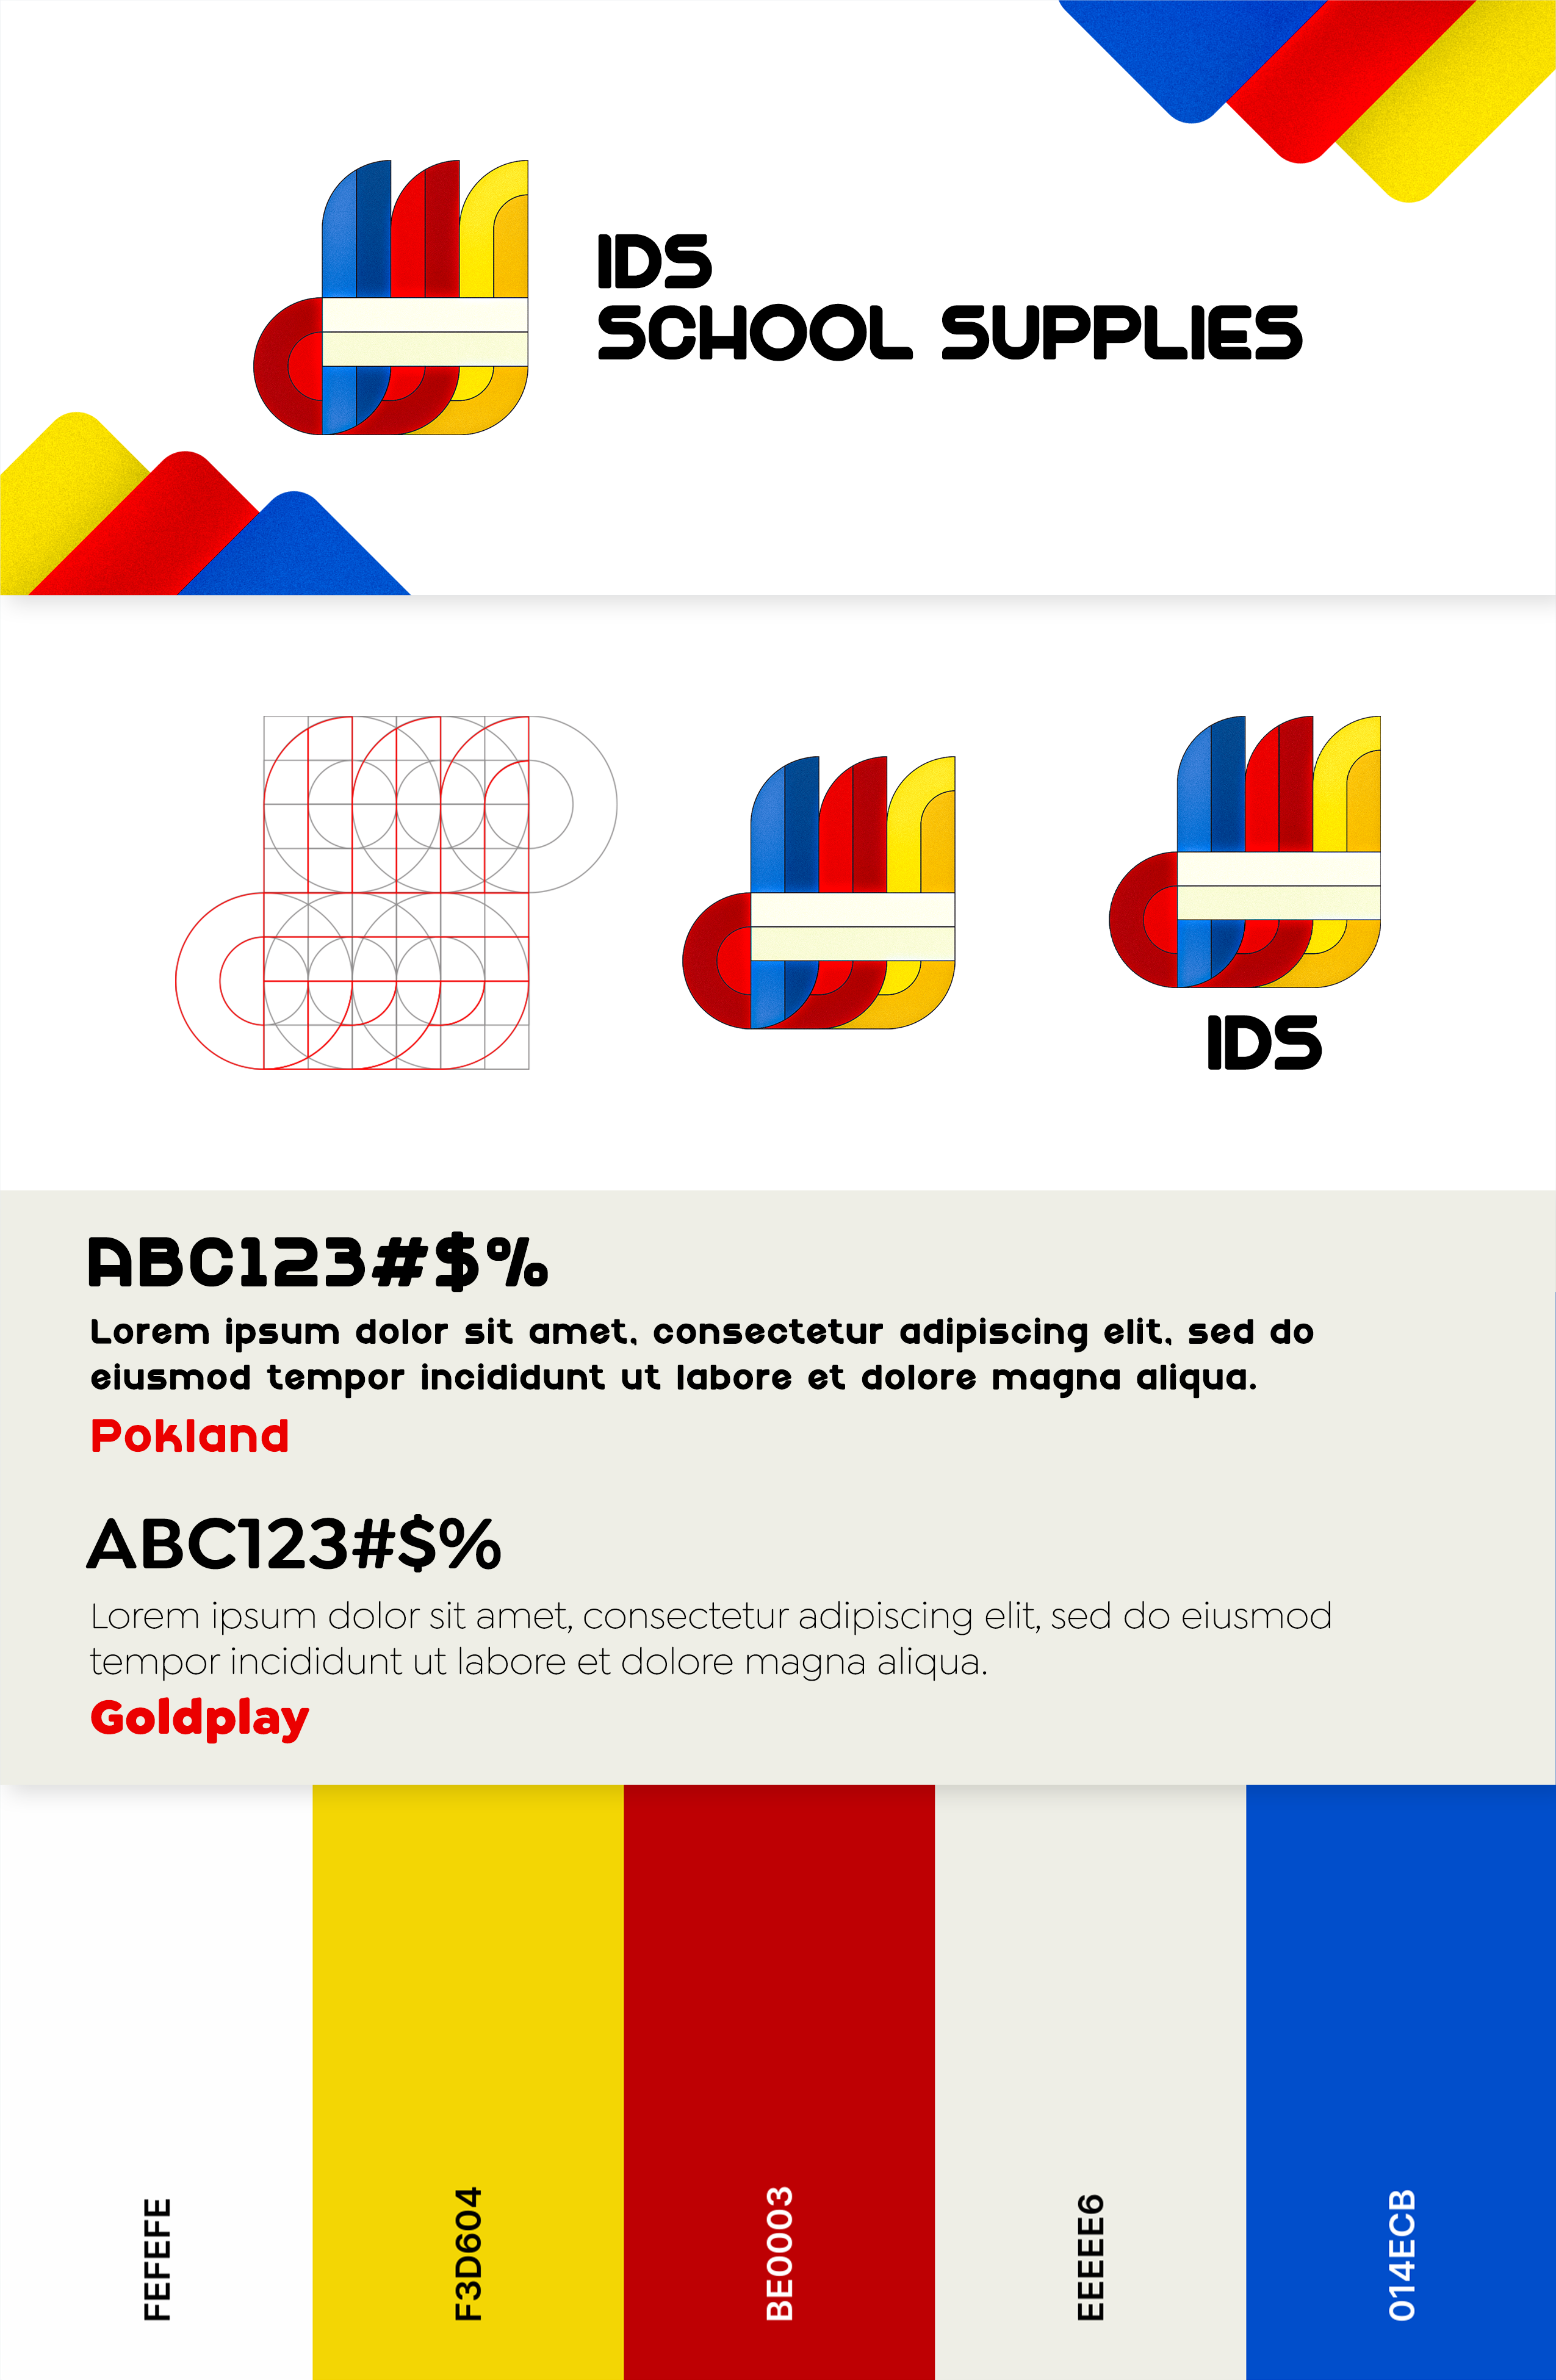 IDS
SCHOOL SUPPLIES
IDS
ABC123#$%
Lorem ipsum dolor sit amet, consectetur adipiscing elit, sed do
eiusmod tempor incididunt ut labore et dolore magna aliqua.
Pokland
ABC123#$%
Lorem ipsum dolor sit amet, consectetur adipiscing elit, sed do eiusmod
tempor incididunt ut labore et dolore magna aliqua.
Goldplay
FEFEFE
F3D604
BE0003
EEEEE6
014ECB